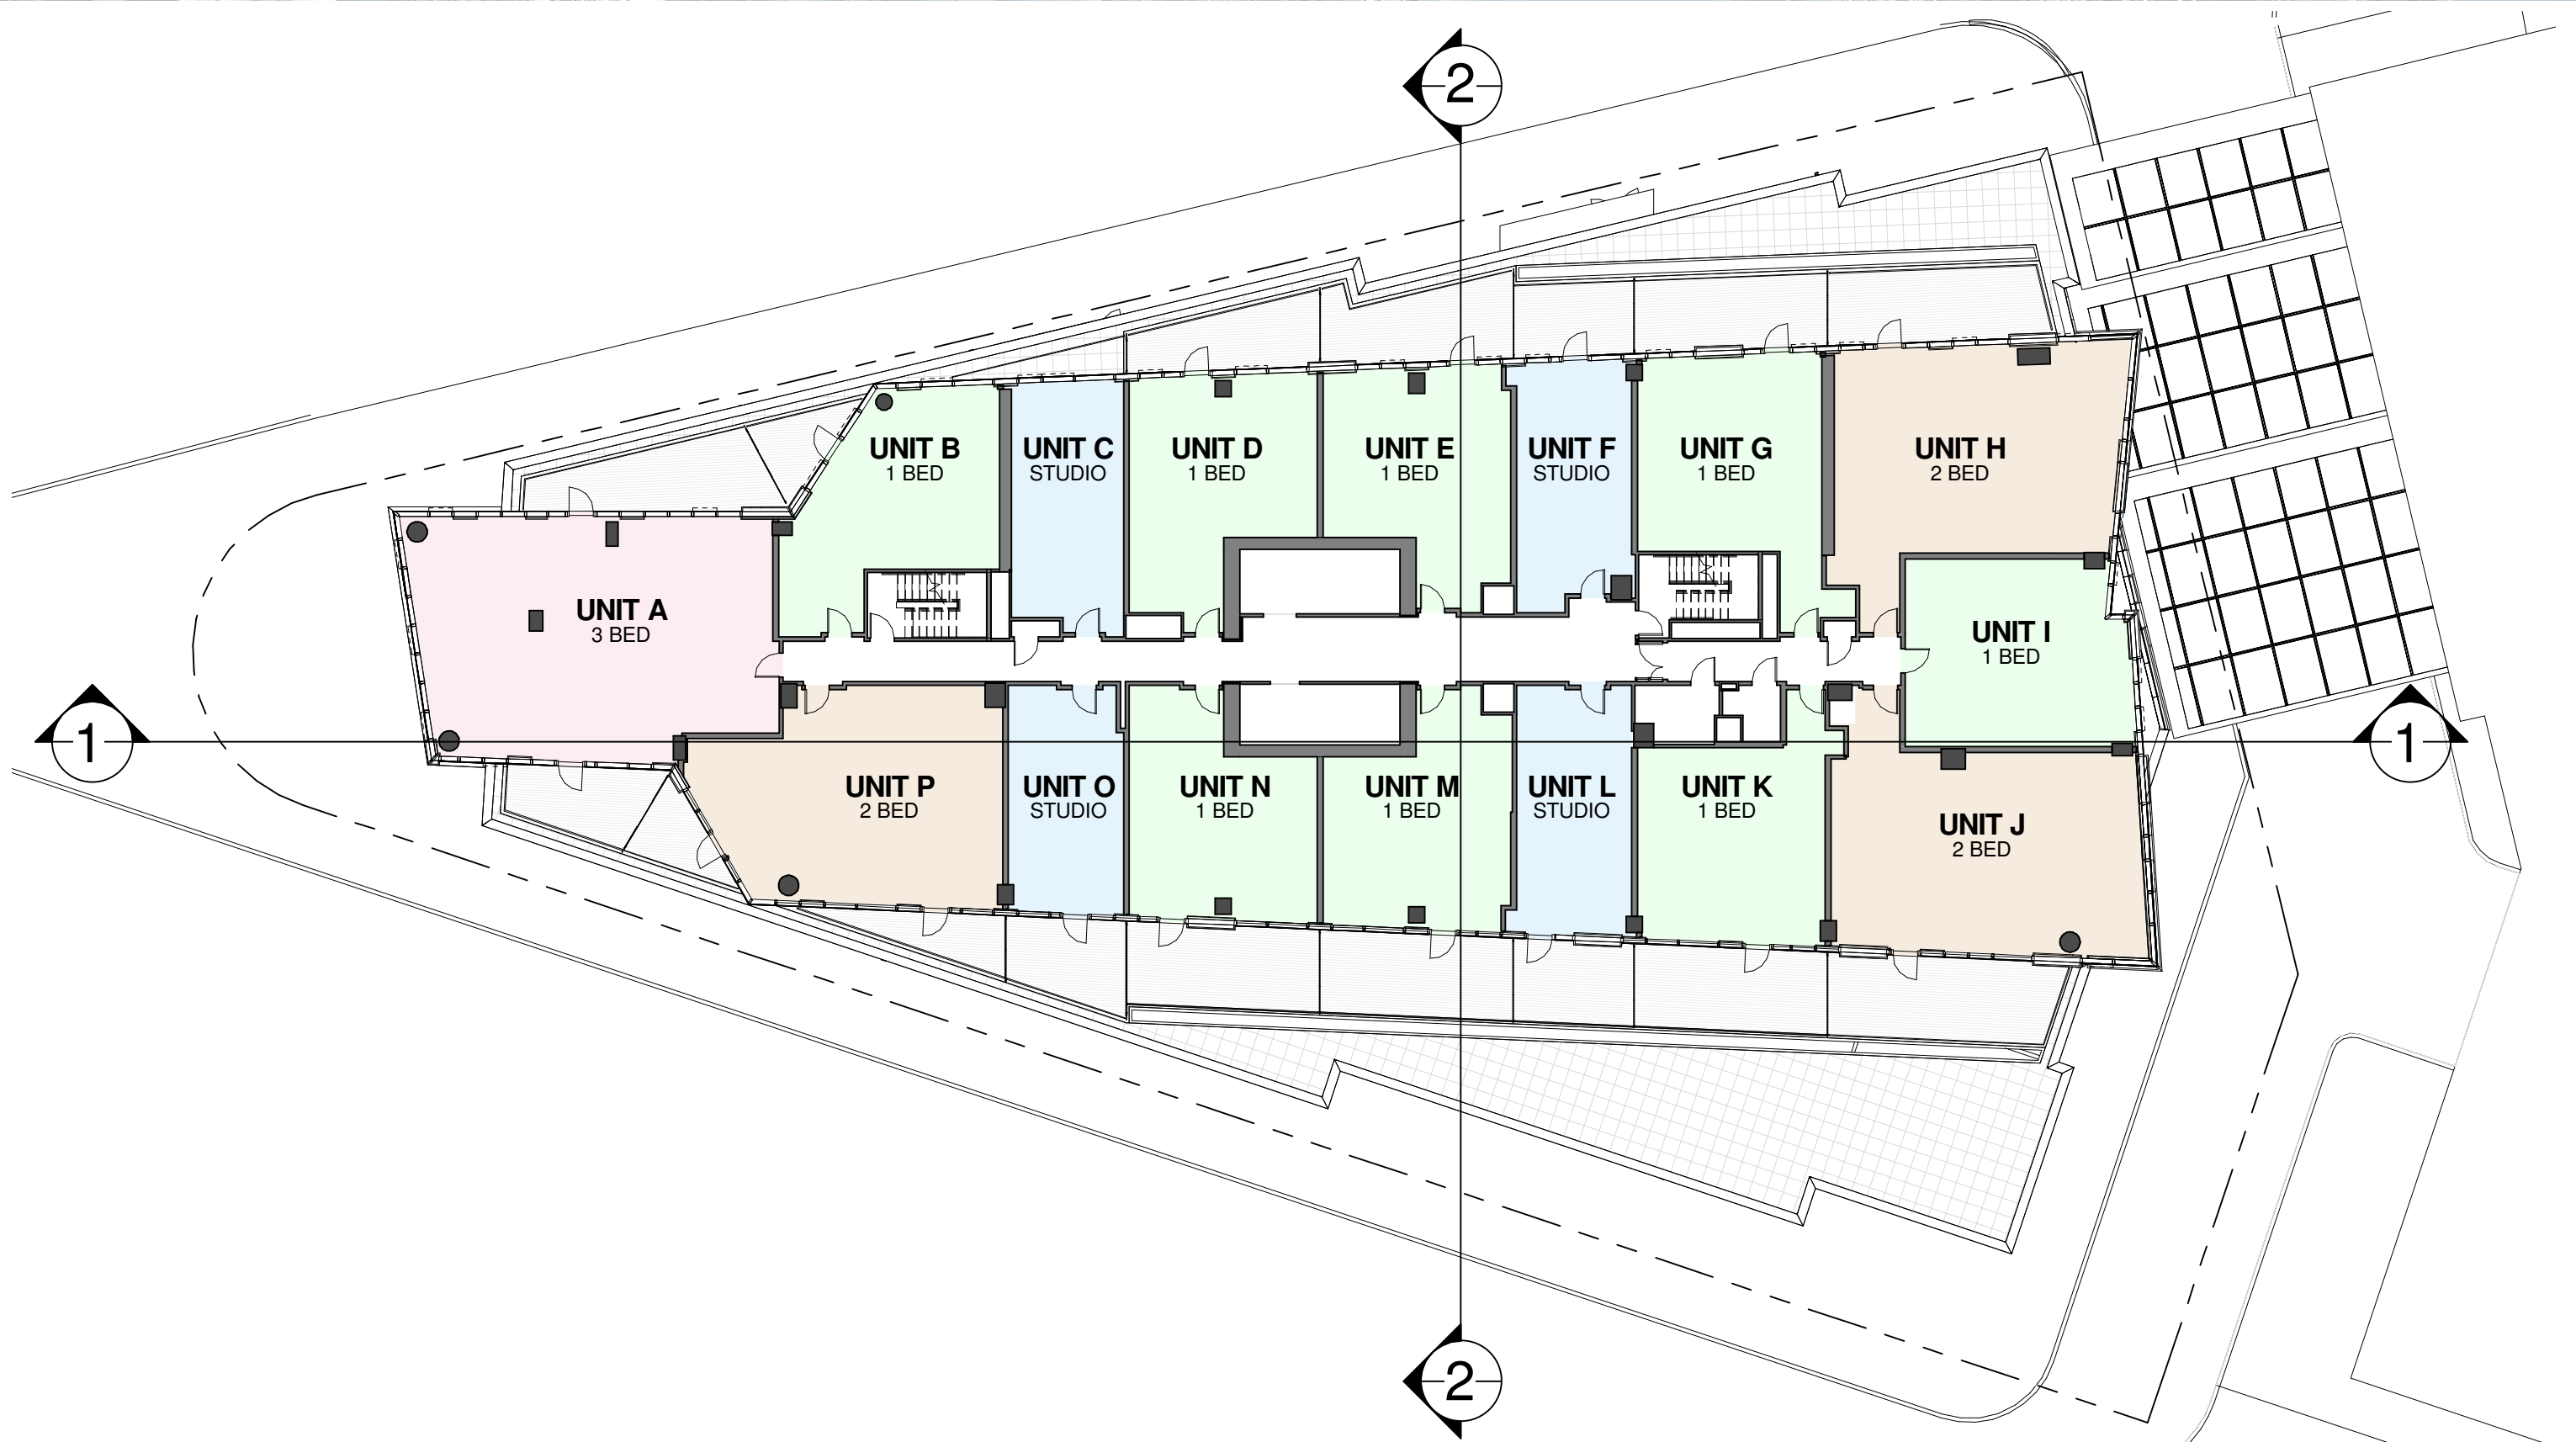 2
UNIT B
1 BED
UNIT C
STUDIO
UNIT D
1 BED
UNIT E
1 BED
UNIT F
STUDIO
UNIT G
1 BED
UNIT H
2 BED
UNIT A
3 BED
UNIT I
1 BED
1
1
UNIT P
2 BED
UNIT O
STUDIO
UNIT N
1 BED
UNIT M
1 BED
UNIT L
STUDIO
UNIT K
1 BED
UNIT J
2 BED
2